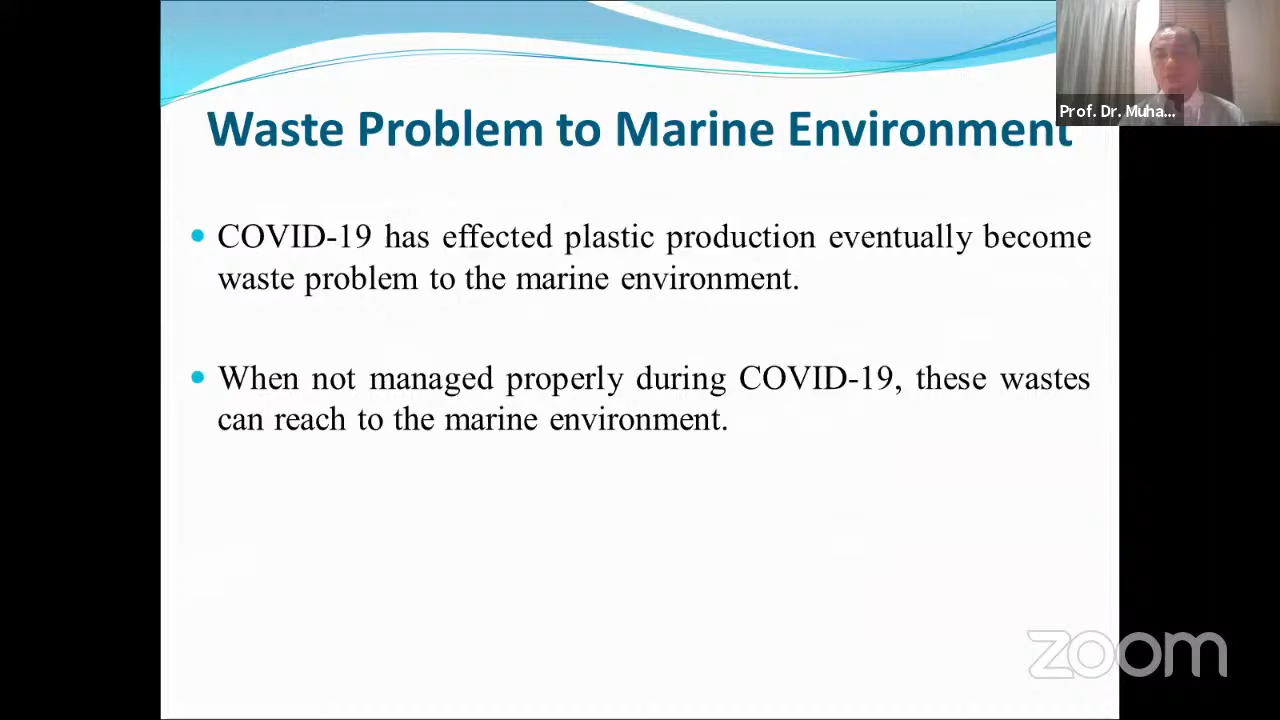 Prof. Dr. Muha...
Waste Problem to Marine Environment
• COVID-19 has effected plastic production eventually become
waste problem to the marine environment.
• When not managed properly during COVID-19, these wastes
can reach to the marine environment.
zoom